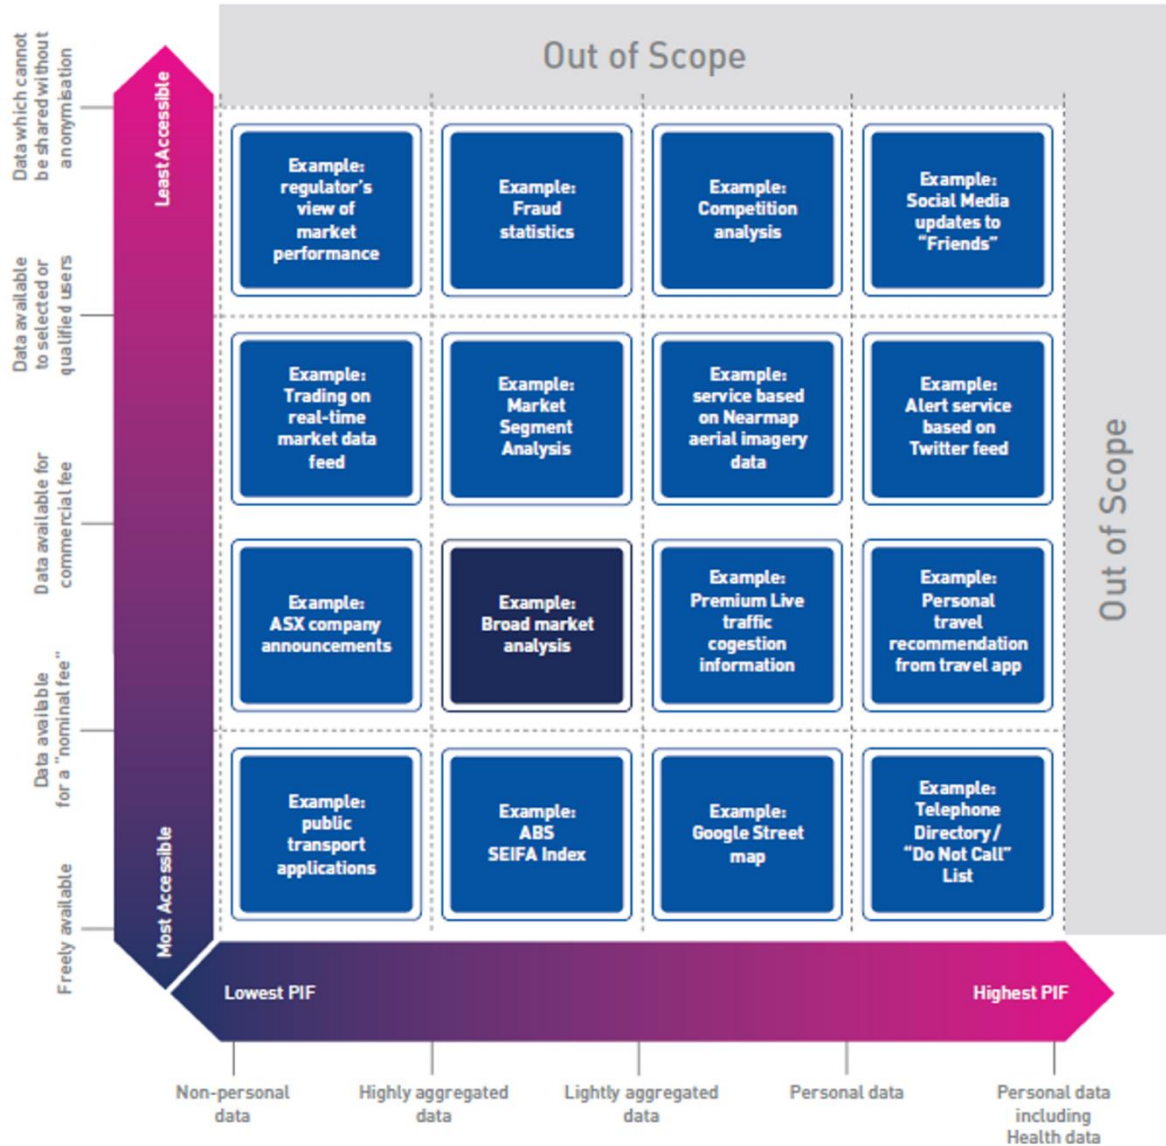 Out of Scope
Out of Scope
Least Accessible
Most Accessible
Data which cannot
be shared without
anonymisation
Data available
to selected or
qualified users
Data available for
commercial fee
Data available
for a "nominal fee"
Freely available
Example:
regulator's
view of
market
performance
Example:
Fraud
statistics
Example:
Competition
analysis
Example:
Social Media
updates to
“Friends”
Example:
Trading on
real-time
market data
feed
Example:
Market
Segment
Analysis
Example:
service based
on Nearmap
aerial imagery
data
Example:
Alert service
based on
Twitter feed
Example:
ASX company
announcements
Example:
Broad market
analysis
Example:
Premium Live
traffic
cogestion
information
Example:
Personal
travel
recommendation
from travel app
Example:
public
transport
applications
Example:
ABS
SEIFA Index
Example:
Google Street
map
Example:
Telephone
Directory/
“Do Not Call”
List
Lowest PIF
Highest PIF
Non-personal
data
Highly aggregated
data
Lightly aggregated
data
Personal data
Personal data
including
Health data